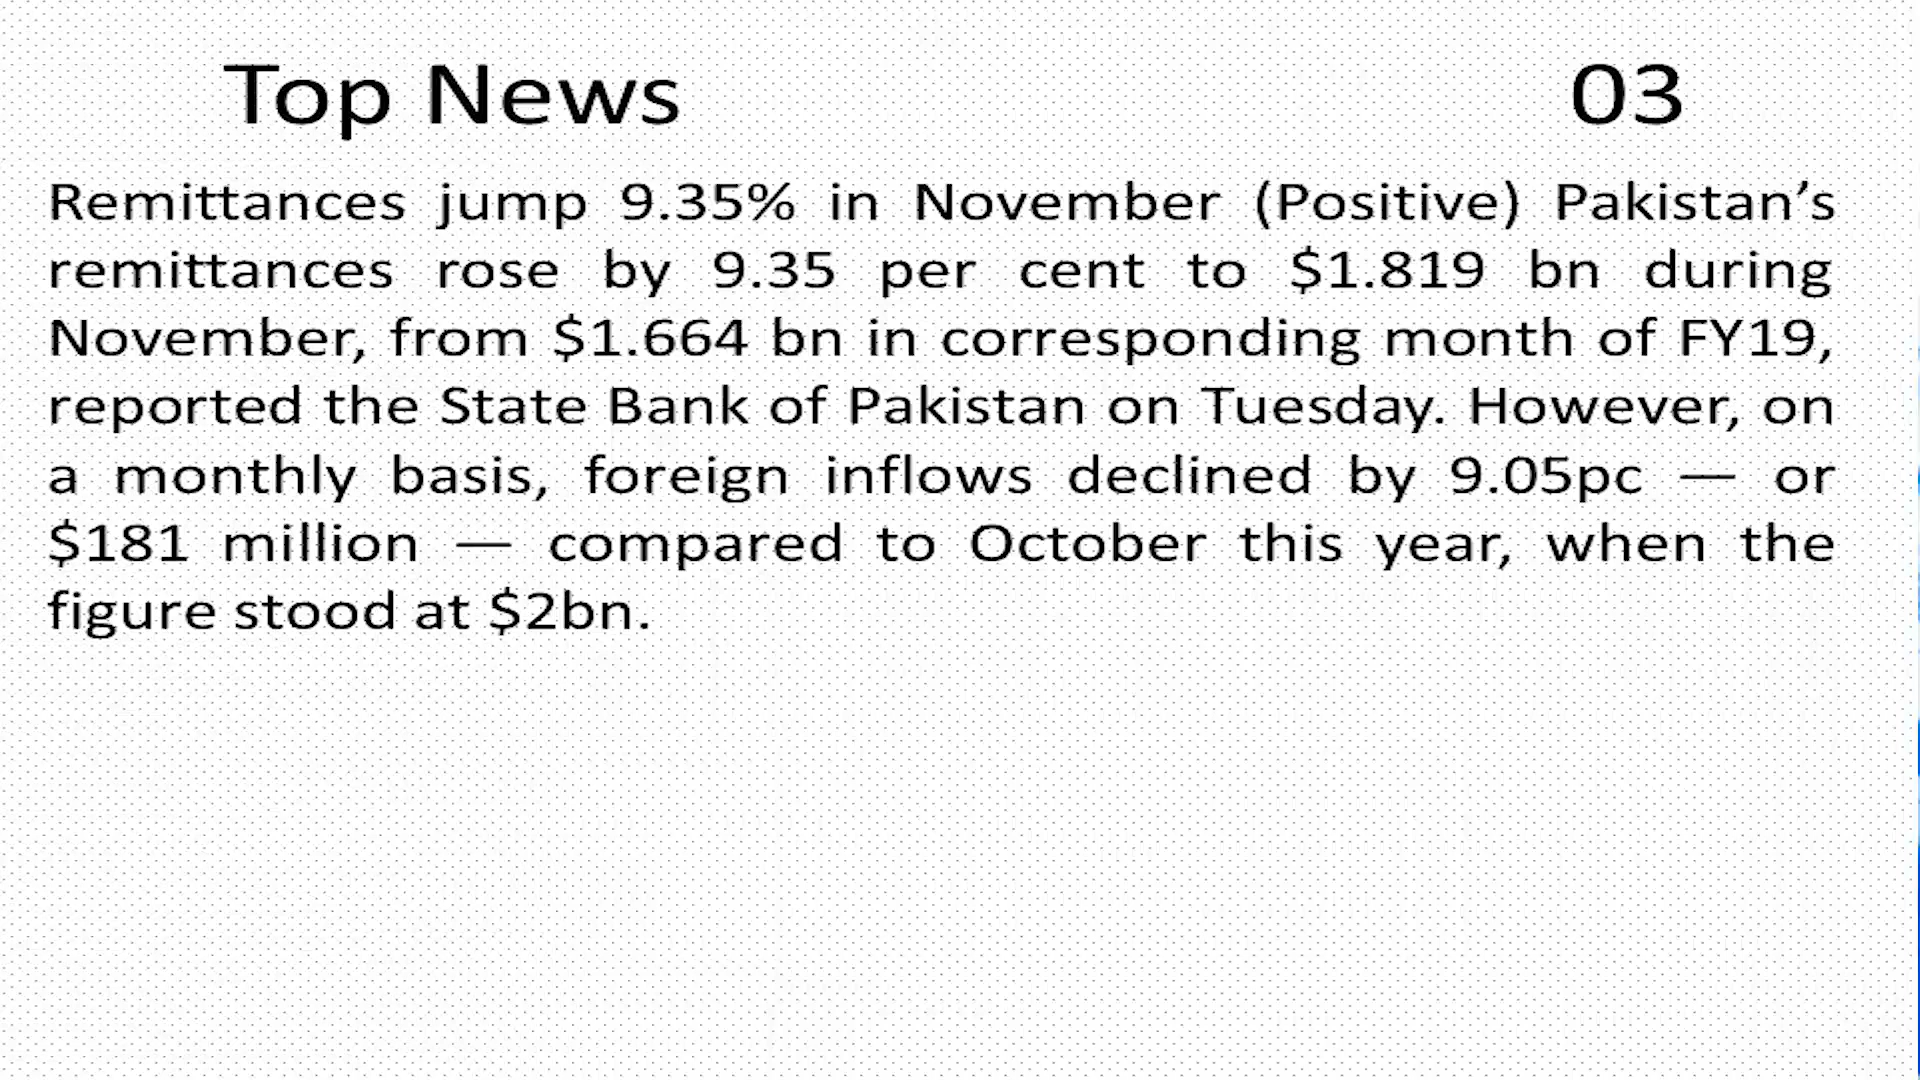 Top News 03
Remittances jump 9.35% in November (Positive) Pakistan’s
remittances rose by 9.35 per cent to $1.819 bn during
November, from $1.664 bn in corresponding month of FY19,
reported the State Bank of Pakistan on Tuesday. However, on
a monthly basis, foreign inflows declined by 9.05pc — or
$181 million — compared to October this year, when the
figure stood at $2bn.